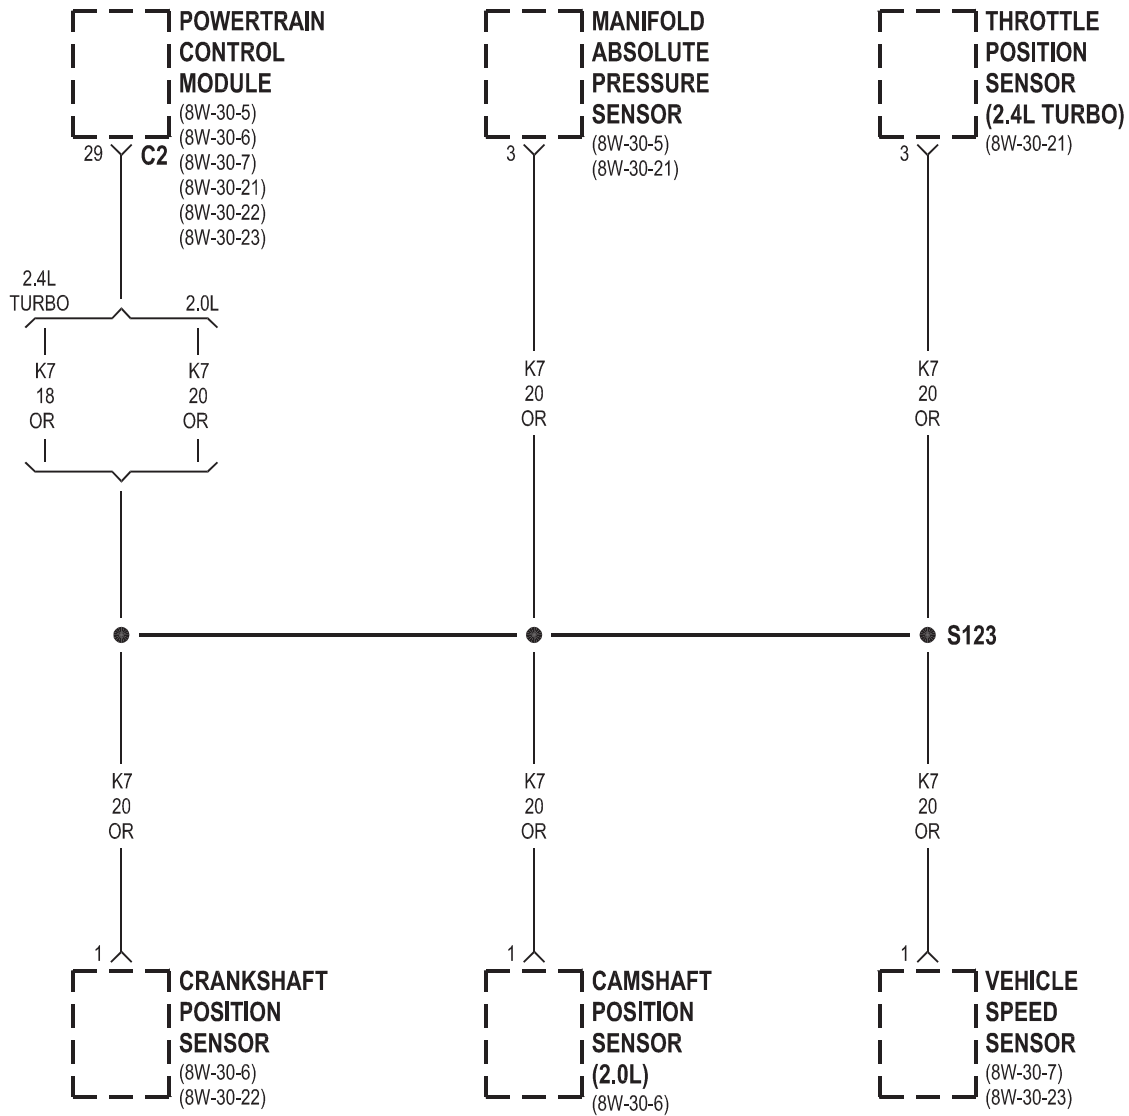 POWERTRAIN
CONTROL
MODULE
(8W-30-5)
(8W-30-6)
(8W-30-7)
(8W-30-21)
(8W-30-22)
(8W-30-23)
29
C2
MANIFOLD
ABSOLUTE
PRESSURE
SENSOR
(8W-30-5)
(8W-30-21)
3
THROTTLE
POSITION
SENSOR
(2.4L TURBO)
(8W-30-21)
3
2.4L
TURBO
2.0L
K7
18
OR
K7
20
OR
K7
20
OR
K7
20
OR
S123
K7
20
OR
K7
20
OR
K7
20
OR
1
CRANKSHAFT
POSITION
SENSOR
(8W-30-6)
(8W-30-22)
1
CAMSHAFT
POSITION
SENSOR
(2.0L)
(8W-30-6)
1
VEHICLE
SPEED
SENSOR
(8W-30-7)
(8W-30-23)